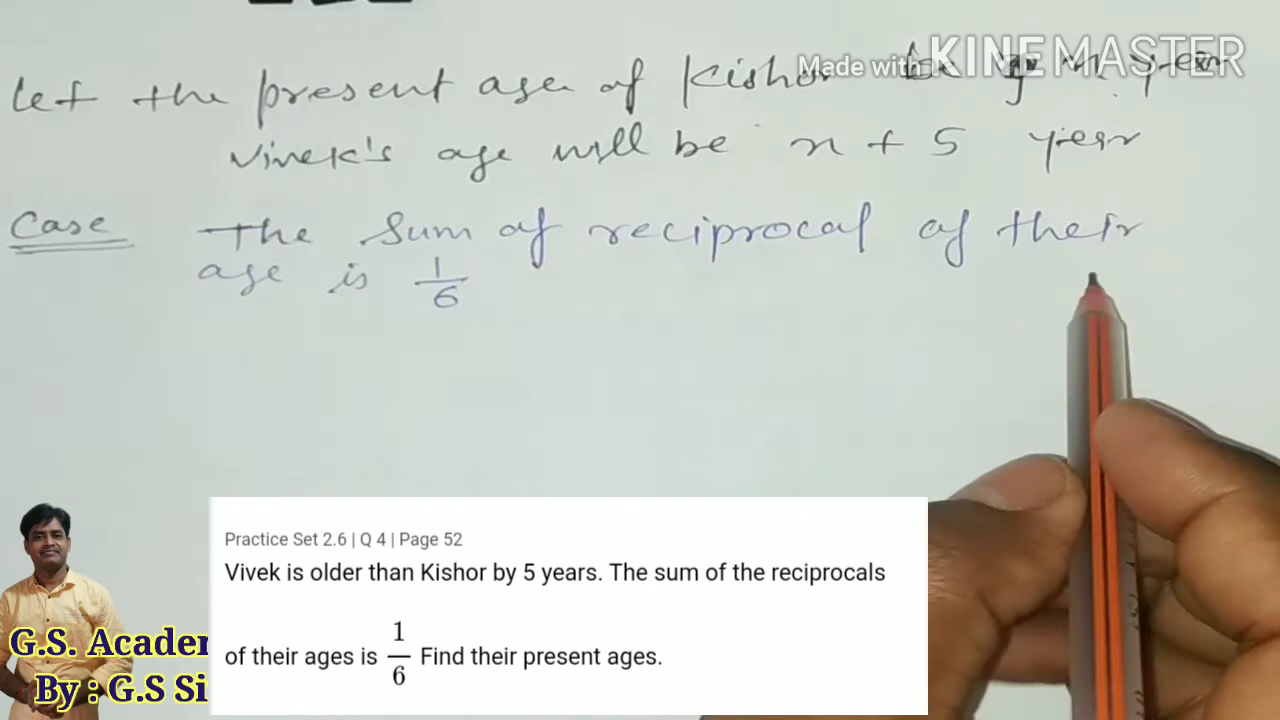 Made with KINEMASTER
Let the present age of Kishor be x year
Vivek's age will be x + 5 year
Case The sum of reciprocal of their
age is 1/6
Practice Set 2.6 | Q 4 | Page 52
Vivek is older than Kishor by 5 years. The sum of the reciprocals
of their ages is 1/6 Find their present ages.
G.S. Academ
By : G.S Si